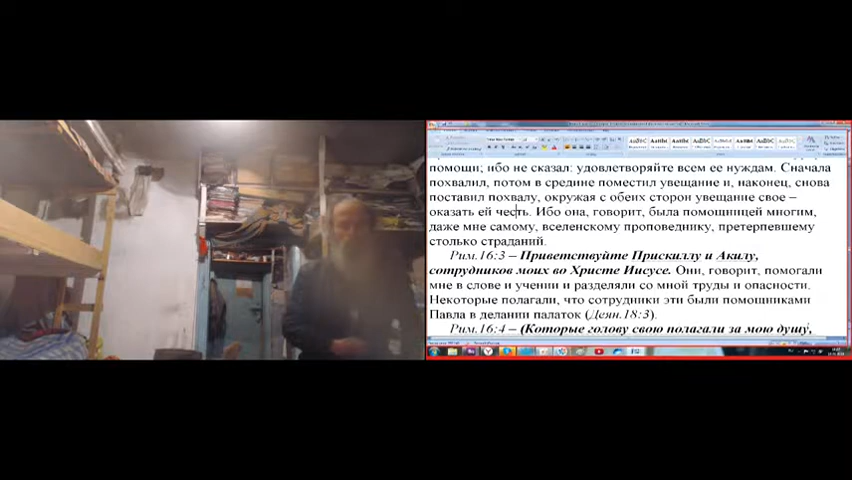 помощи; ибо не сказал: удовлетворяйте всем ее нуждам. Сначала
похвалил, потом в средине поместил увещание и, наконец, снова
поставил похвалу, окружая с обеих сторон увещание свое –
оказать ей честь. Ибо она, говорит, была помощницей многим,
даже мне самому, вселенскому проповеднику, претерпевшему
столько страданий.
Рим.16:3 – Приветствуйте Прискиллу и Акилу,
сотрудников моих во Христе Иисусе. Они, говорит, помогали
мне в слове и учении и разделяли со мной труды и опасности.
Некоторые полагали, что сотрудники эти были помощниками
Павла в делании палаток (Деян.18:3).
Рим.16:4 – (Которые голову свою полагали за мою душу,